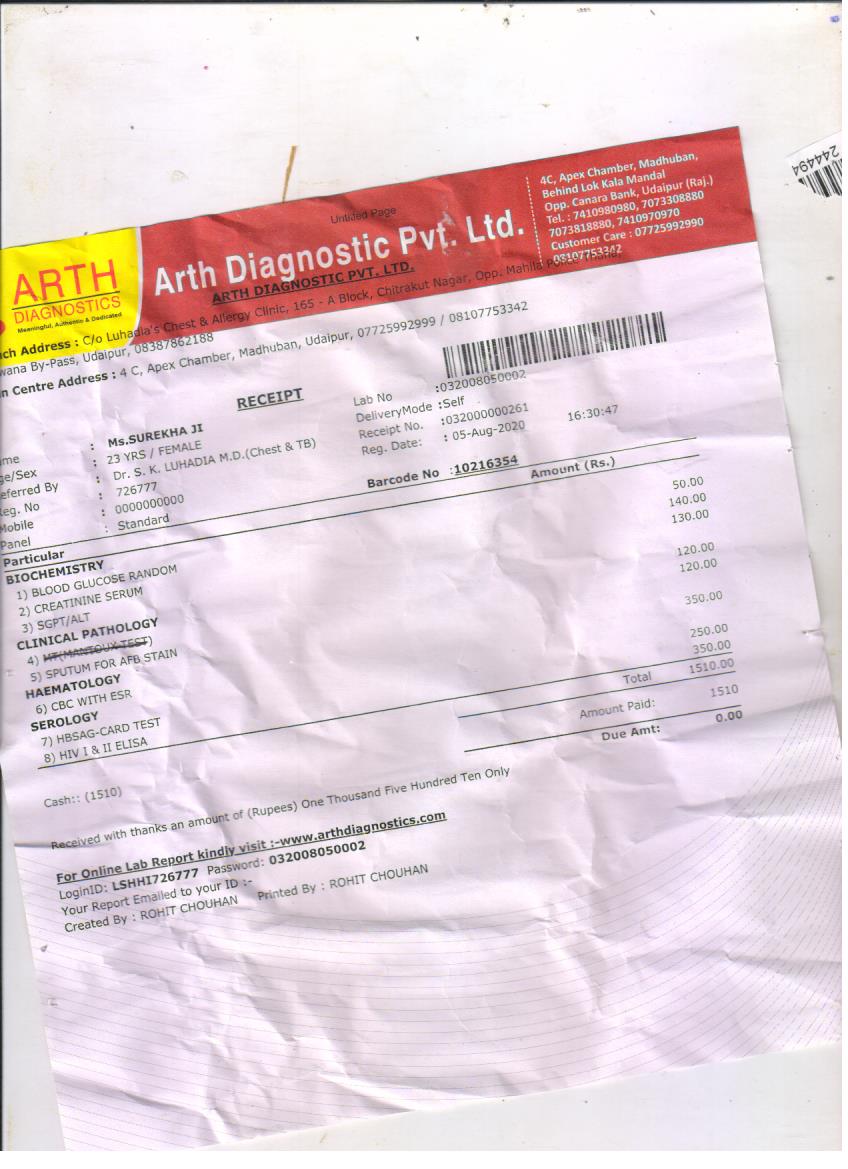 244494
Untitled Page
ARTH
DIAGNOSTICS
Meaningful, Authentic & Dedicated
Arth Diagnostic Pvt. Ltd.
4C, Apex Chamber, Madhuban,
Behind Lok Kala Mandal
Opp. Canara Bank, Udaipur (Raj.)
Tel. : 7410980980, 7073308880
7073818880, 7410970970
Customer Care : 07725992990
08107753342
ARTH DIAGNOSTIC PVT. LTD.
nch Address : C/o Luhadia's Chest & Allergy Clinic, 165 - A Block, Chitrakut Nagar, Opp. Mahila Police Thana,
wana By-Pass, Udaipur, 08387862188
in Centre Address : 4 C, Apex Chamber, Madhuban, Udaipur, 07725992999 / 08107753342
RECEIPT
Lab No :032008050002
me : Ms.SUREKHA JI DeliveryMode :Self
ge/Sex : 23 YRS / FEMALE Receipt No. :032000000261
eferred By : Dr. S. K. LUHADIA M.D.(Chest & TB) Reg. Date: : 05-Aug-2020 16:30:47
eg. No : 726777
Mobile : 0000000000 Barcode No :10216354
Panel : Standard
Particular Amount (Rs.)
BIOCHEMISTRY
1) BLOOD GLUCOSE RANDOM 50.00
2) CREATININE SERUM 140.00
3) SGPT/ALT 130.00
CLINICAL PATHOLOGY
4) MT(MANTOUX TEST) 120.00
5) SPUTUM FOR AFB STAIN 120.00
HAEMATOLOGY
6) CBC WITH ESR 350.00
SEROLOGY
7) HBSAG-CARD TEST 250.00
8) HIV I & II ELISA 350.00
Total 1510.00
Amount Paid: 1510
Due Amt: 0.00
Cash:: (1510)
Received with thanks an amount of (Rupees) One Thousand Five Hundred Ten Only
For Online Lab Report kindly visit :-www.arthdiagnostics.com
LoginID: LSHHI726777 Password: 032008050002
Your Report Emailed to your ID :-
Created By : ROHIT CHOUHAN Printed By : ROHIT CHOUHAN